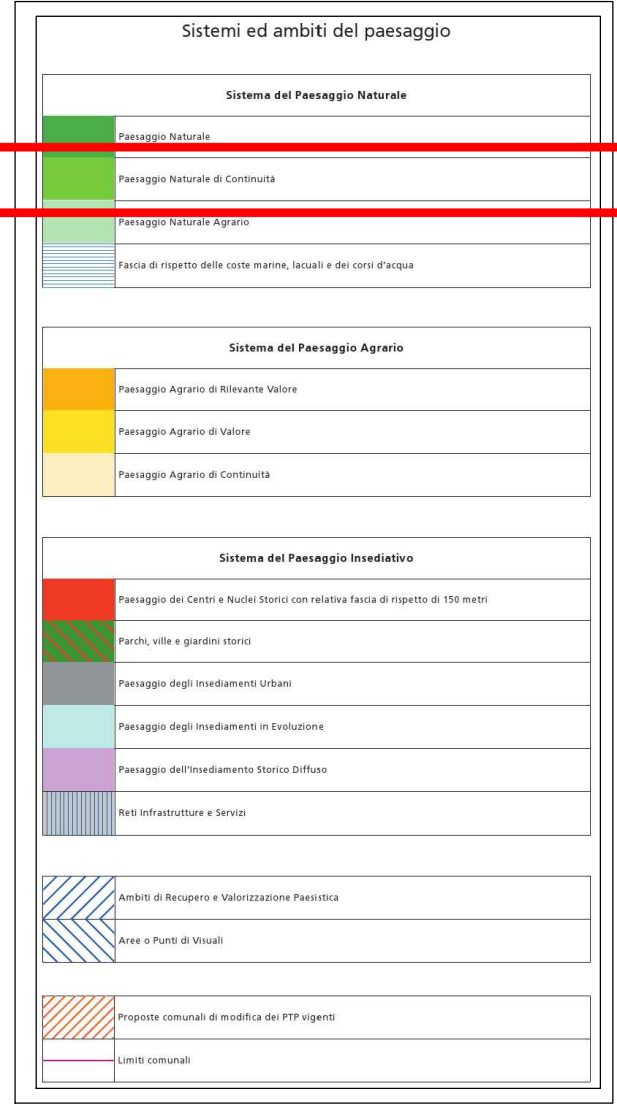 Sistemi ed ambiti del paesaggio
Sistema del Paesaggio Naturale
Paesaggio Naturale
Paesaggio Naturale di Continuità
Paesaggio Naturale Agrario
Fascia di rispetto delle coste marine, lacuali e dei corsi d'acqua
Sistema del Paesaggio Agrario
Paesaggio Agrario di Rilevante Valore
Paesaggio Agrario di Valore
Paesaggio Agrario di Continuità
Sistema del Paesaggio Insediativo
Paesaggio dei Centri e Nuclei Storici con relativa fascia di rispetto di 150 metri
Parchi, ville e giardini storici
Paesaggio degli Insediamenti Urbani
Paesaggio degli Insediamenti in Evoluzione
Paesaggio dell'Insediamento Storico Diffuso
Reti Infrastrutture e Servizi
Ambiti di Recupero e Valorizzazione Paesistica
Aree o Punti di Visuali
Proposte comunali di modifica dei PTP vigenti
Limiti comunali